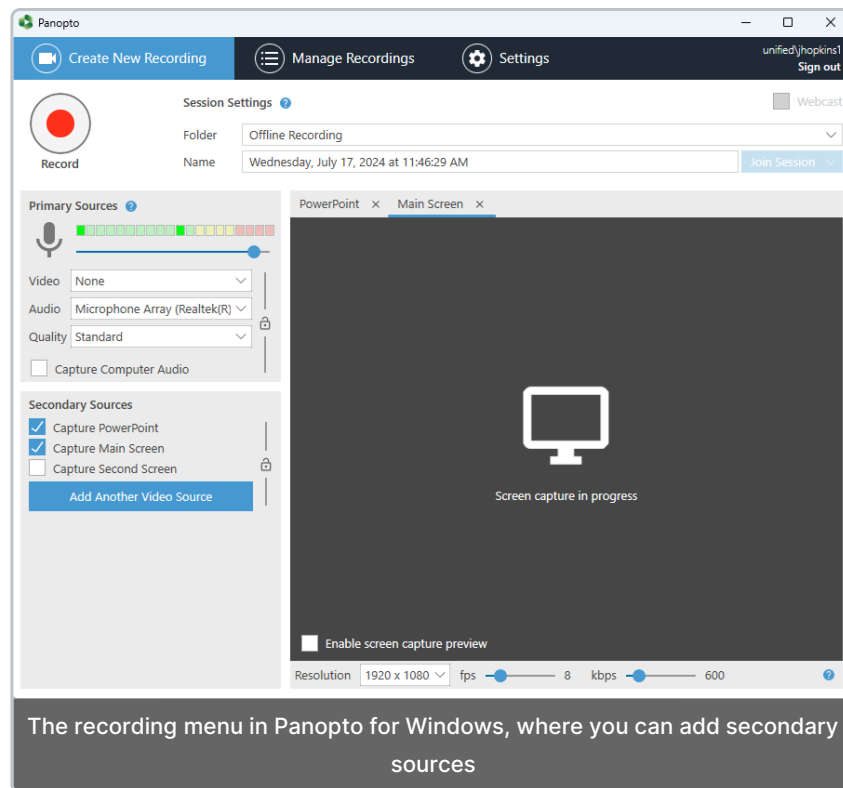 Panopto
Create New Recording
Manage Recordings
Settings
unified\jhopkins1
Sign out
Record
Session Settings ?
Webcast
Folder Offline Recording
Name Wednesday, July 17, 2024 at 11:46:29 AM
Join Session
Primary Sources ?
Video None
Audio Microphone Array (Realtek(R)
Quality Standard
Capture Computer Audio
Secondary Sources
Capture PowerPoint
Capture Main Screen
Capture Second Screen
Add Another Video Source
PowerPoint
Main Screen
Screen capture in progress
Enable screen capture preview
Resolution 1920 x 1080 fps 8 kbps 600 ?
The recording menu in Panopto for Windows, where you can add secondary
sources